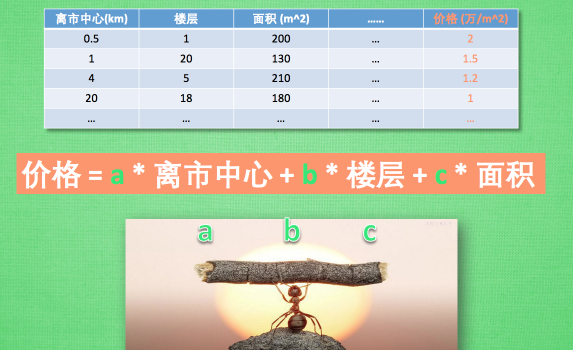 离市中心(km) 楼层 面积 (m^2) …… 价格 (万/m^2)
0.5 1 200 ... 2
1 20 130 ... 1.5
4 5 210 ... 1.2
20 18 180 ... 1
... ... ... ... ...
价格 = a * 离市中心 + b * 楼层 + c * 面积
a b c